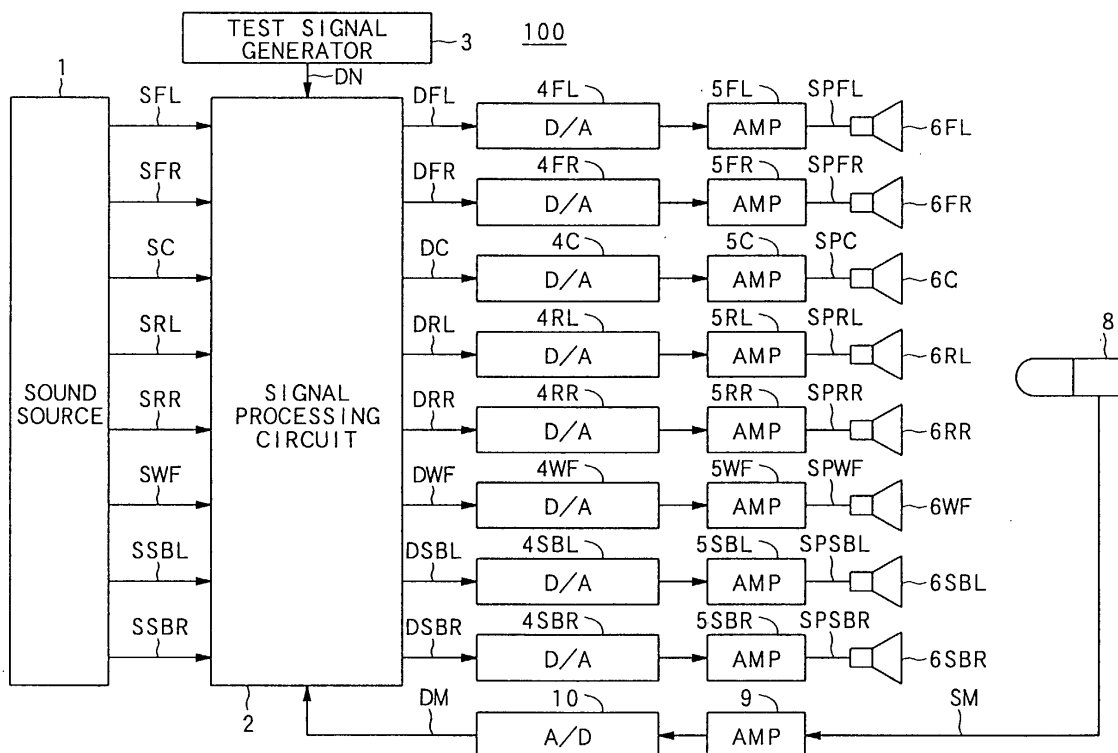 TEST SIGNAL
GENERATOR
3
100
1
DN
SFL
DFL
4FL
5FL
SPFL
D/A
AMP
6FL
SFR
DFR
4FR
5FR
SPFR
D/A
AMP
6FR
SC
DC
4C
5C
SPC
D/A
AMP
6C
SRL
DRL
4RL
5RL
SPRL
8
D/A
AMP
6RL
SOUND
SOURCE
SIGNAL
PROCESSING
CIRCUIT
SRR
DRR
4RR
5RR
SPRR
D/A
AMP
6RR
SWF
DWF
4WF
5WF
SPWF
D/A
AMP
6WF
SSBL
DSBL
4SBL
5SBL
SPSBL
D/A
AMP
6SBL
SSBR
DSBR
4SBR
5SBR
SPSBR
D/A
AMP
6SBR
2
DM
10
9
SM
A/D
AMP